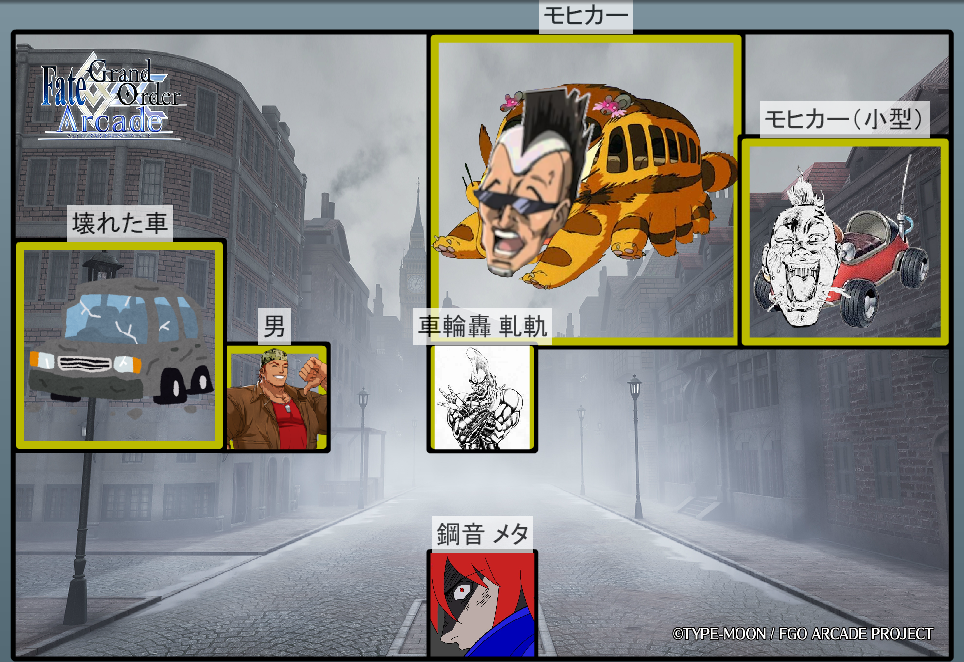 モヒカー
Fate
Grand
Order
Arcade
モヒカー(小型)
壊れた車
男
車輪轟 軋軌
鋼音 メタ
©TYPE-MOON / FGO ARCADE PROJECT